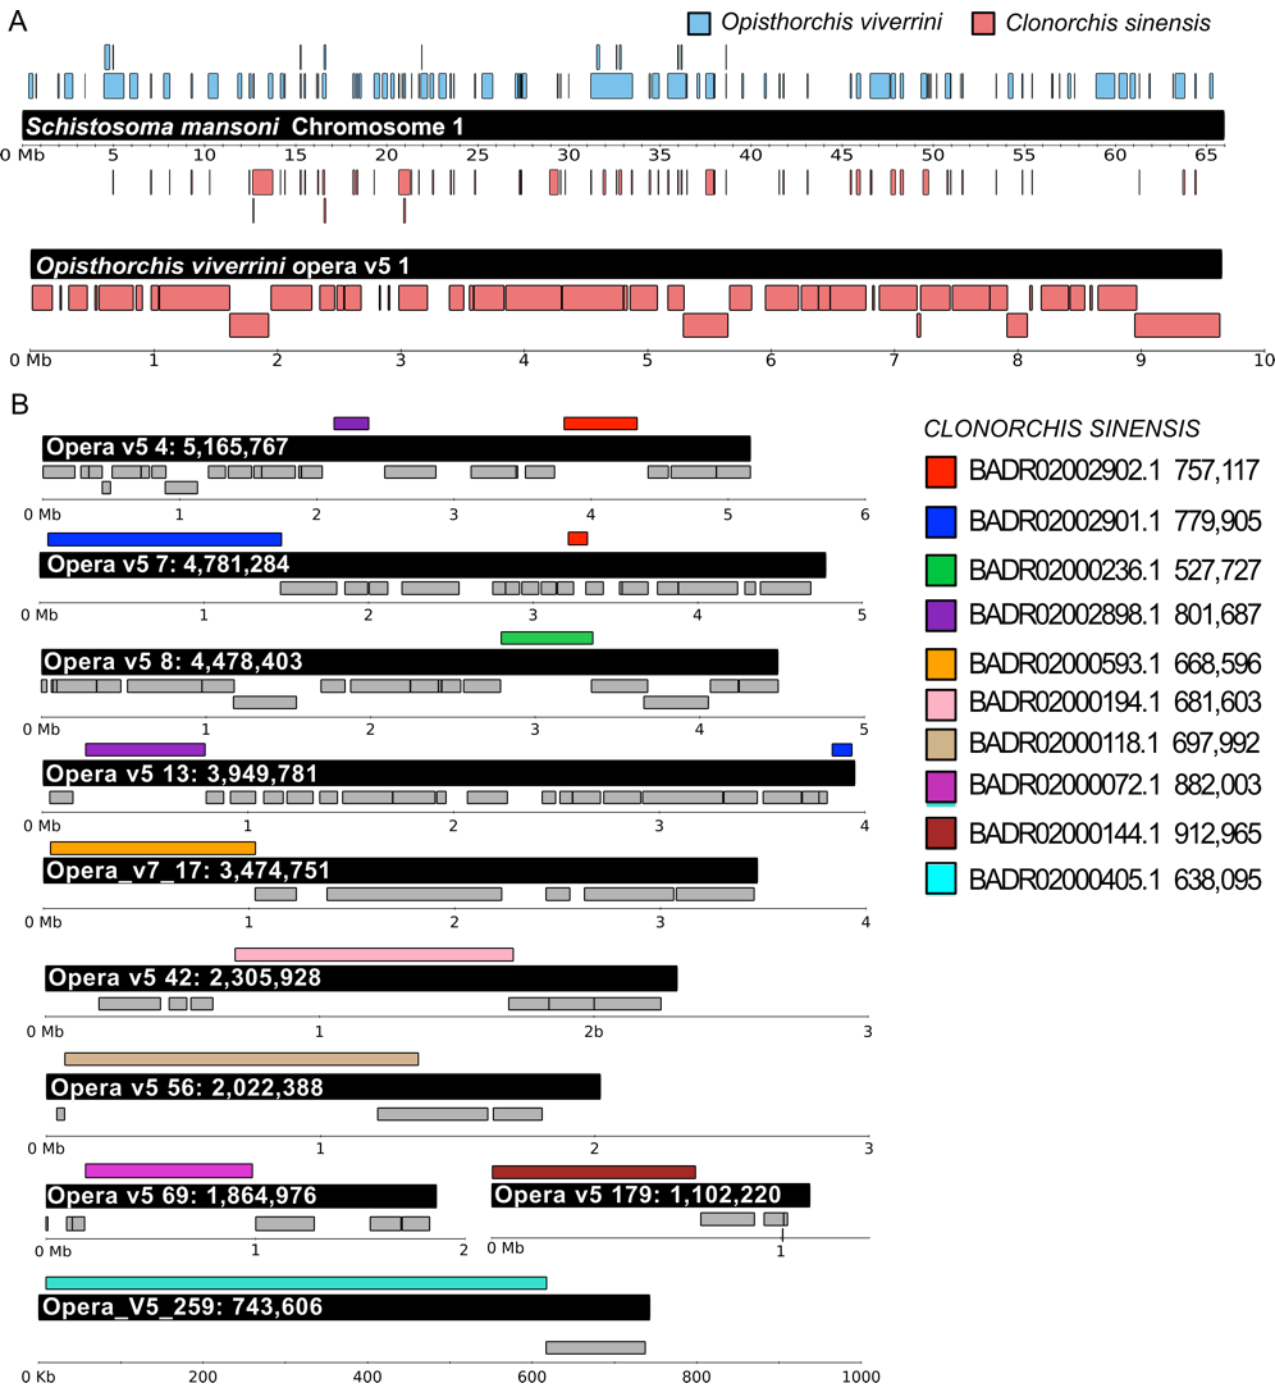 A
Opisthorchis viverrini
Clonorchis sinensis
Schistosoma mansoni Chromosome 1
0 Mb 5 10 15 20 25 30 35 40 45 50 55 60 65
Opisthorchis viverrini opera v5 1
0 Mb 1 2 3 4 5 6 7 8 9 10
B
Opera v5 4: 5,165,767
0 Mb 1 2 3 4 5 6
Opera v5 7: 4,781,284
0 Mb 1 2 3 4 5
Opera v5 8: 4,478,403
0 Mb 1 2 3 4 5
Opera v5 13: 3,949,781
0 Mb 1 2 3 4
Opera_v7_17: 3,474,751
0 Mb 1 2 3 4
Opera v5 42: 2,305,928
0 Mb 1 2b 3
Opera v5 56: 2,022,388
0 Mb 1 2 3
Opera v5 69: 1,864,976
0 Mb 1 2
Opera v5 179: 1,102,220
0 Mb 1
Opera_V5_259: 743,606
0 Kb 200 400 600 800 1000
CLONORCHIS SINENSIS
BADR02002902.1 757,117
BADR02002901.1 779,905
BADR02000236.1 527,727
BADR02002898.1 801,687
BADR02000593.1 668,596
BADR02000194.1 681,603
BADR02000118.1 697,992
BADR02000072.1 882,003
BADR02000144.1 912,965
BADR02000405.1 638,095